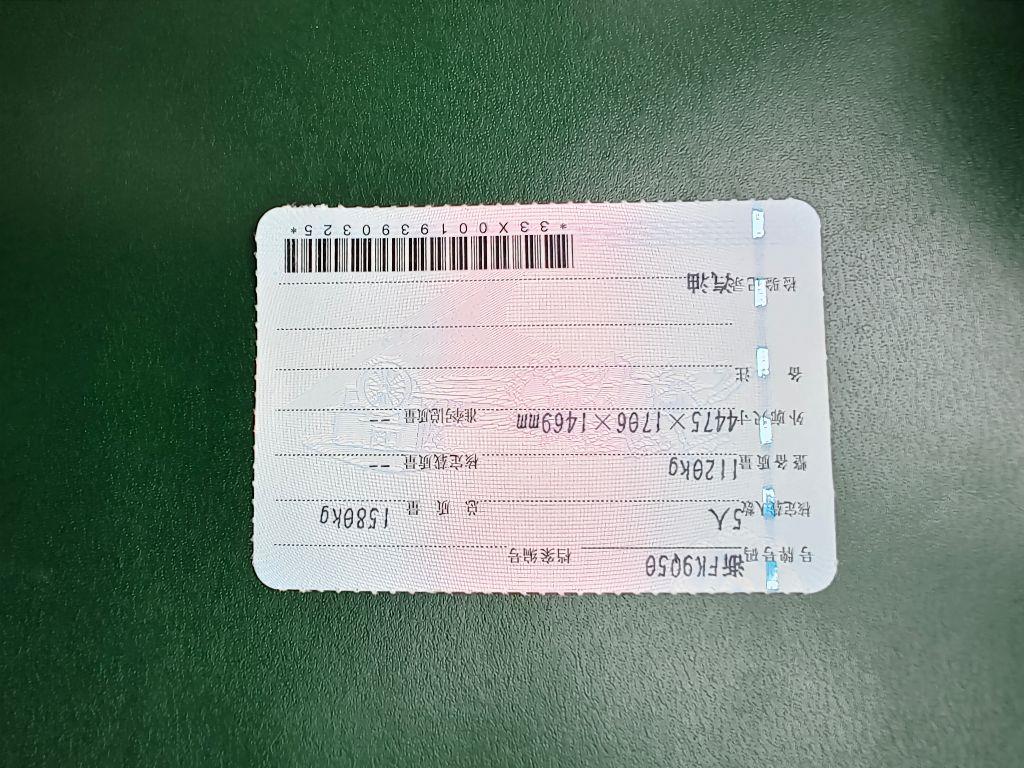 号牌号码 浙FK9Q50 档案编号
核定载人数 5人 总质量 1580kg
整备质量 1120kg 核定载质量 --
外廓尺寸 4475×1706×1469mm 准牵引总质量 --
备注
检验记录 汽油
*33X0019390325*